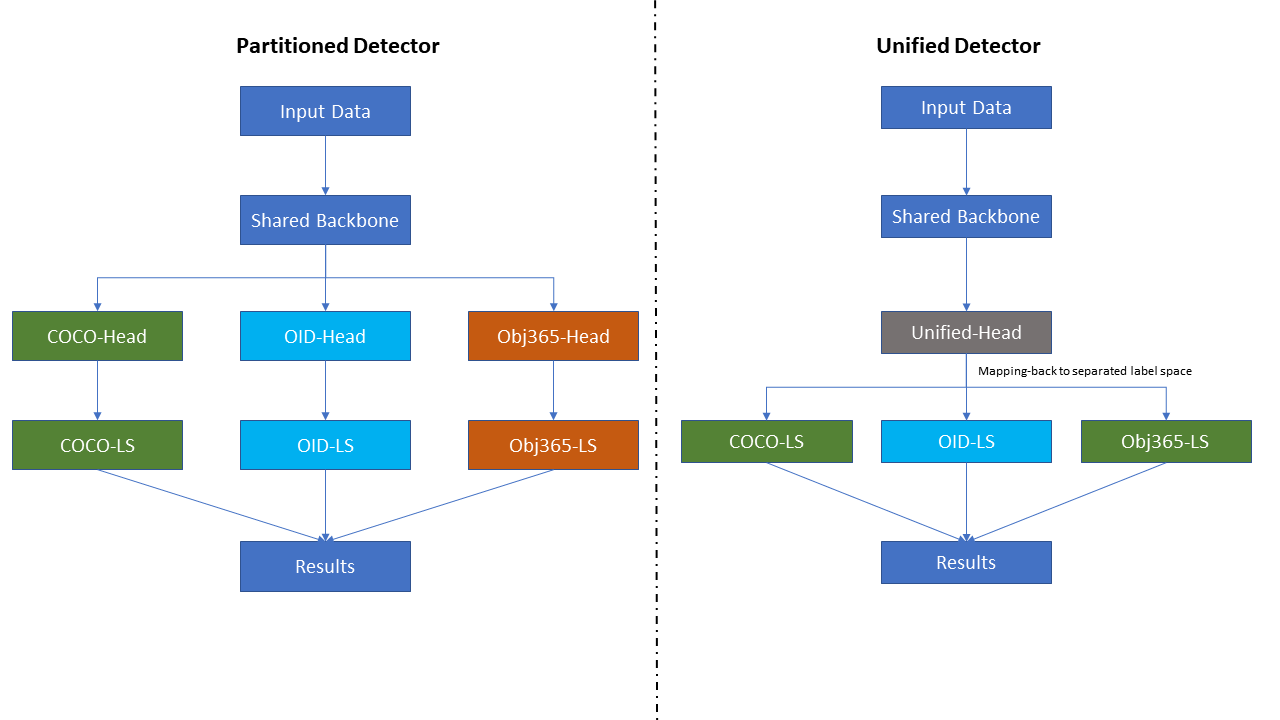 Partitioned Detector
Input Data
Shared Backbone
COCO-Head
OID-Head
Obj365-Head
COCO-LS
OID-LS
Obj365-LS
Results
Unified Detector
Input Data
Shared Backbone
Unified-Head
Mapping-back to separated label space
COCO-LS
OID-LS
Obj365-LS
Results